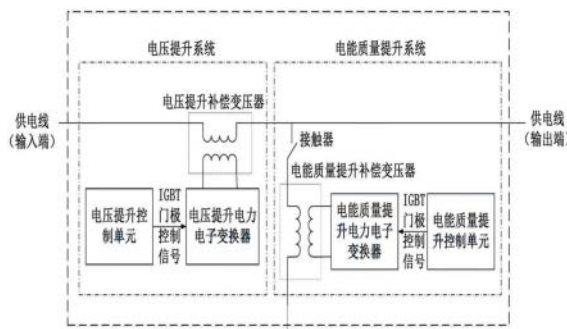 电压提升系统
电能质量提升系统
电压提升补偿变压器
供电线
(输入端)
供电线
(输出端)
接触器
电能质量提升补偿变压器
电压提升控
制单元
IGBT
门极
控制
信号
电压提升电力
电子变换器
电能质量提
升电力电子
变换器
IGBT
门极
控制
信号
电能质量提
升控制单元